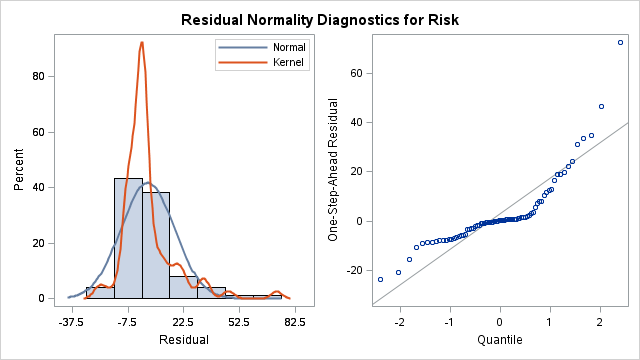 Residual Normality Diagnostics for Risk
Normal
Kernel
Percent
80
60
40
20
0
-37.5 -7.5 22.5 52.5 82.5
Residual
One-Step-Ahead Residual
60
40
20
0
-20
-2 -1 0 1 2
Quantile